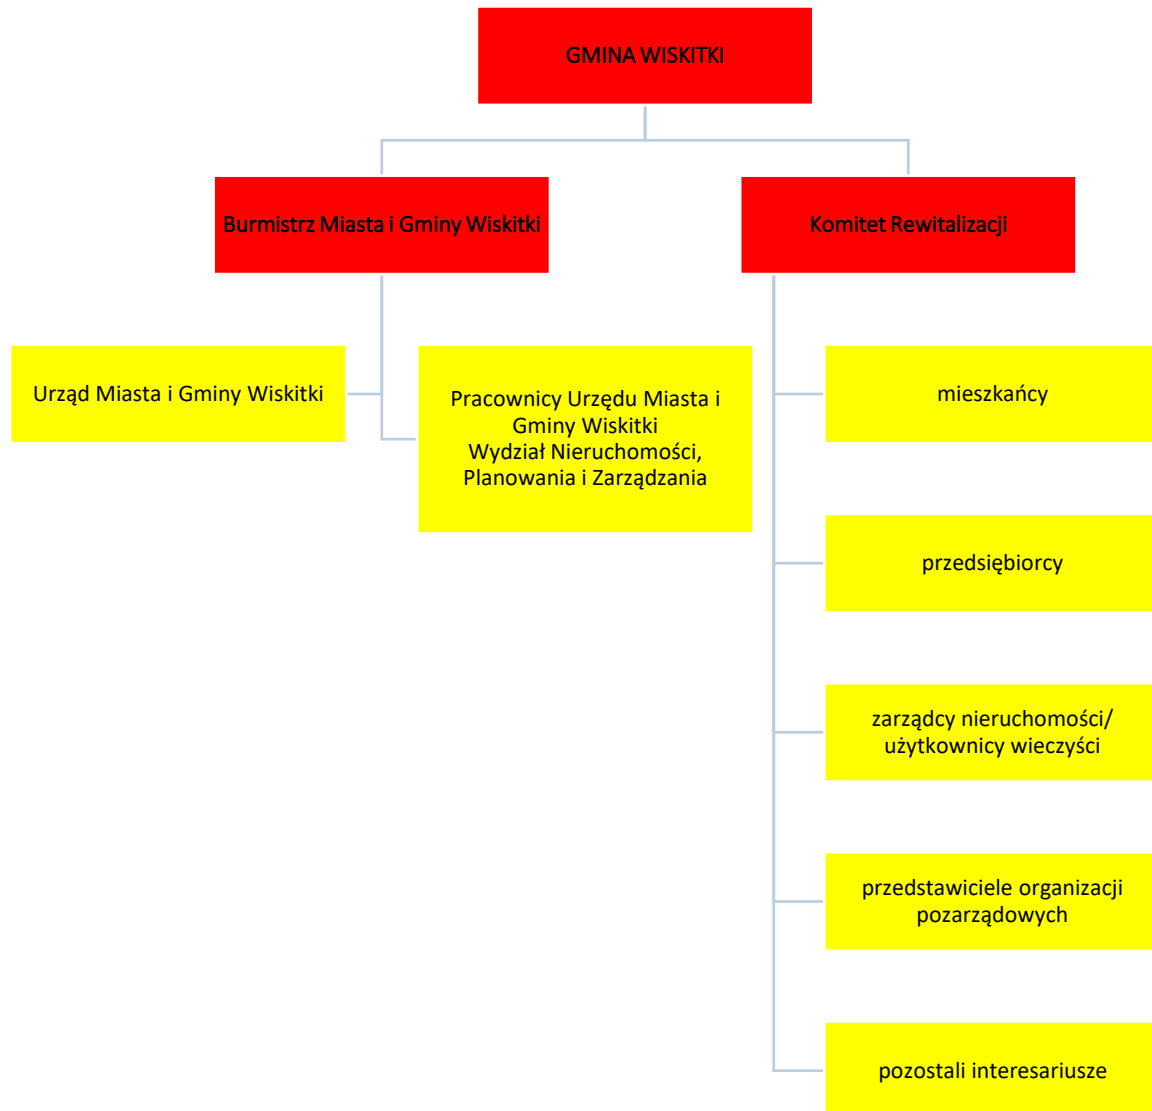 GMINA WISKITKI
Burmistrz Miasta i Gminy Wiskitki
Komitet Rewitalizacji
Urząd Miasta i Gminy Wiskitki
Pracownicy Urzędu Miasta i
Gminy Wiskitki
Wydział Nieruchomości,
Planowania i Zarządzania
mieszkańcy
przedsiębiorcy
zarządcy nieruchomości/
użytkownicy wieczyści
przedstawiciele organizacji
pozarządowych
pozostali interesariusze